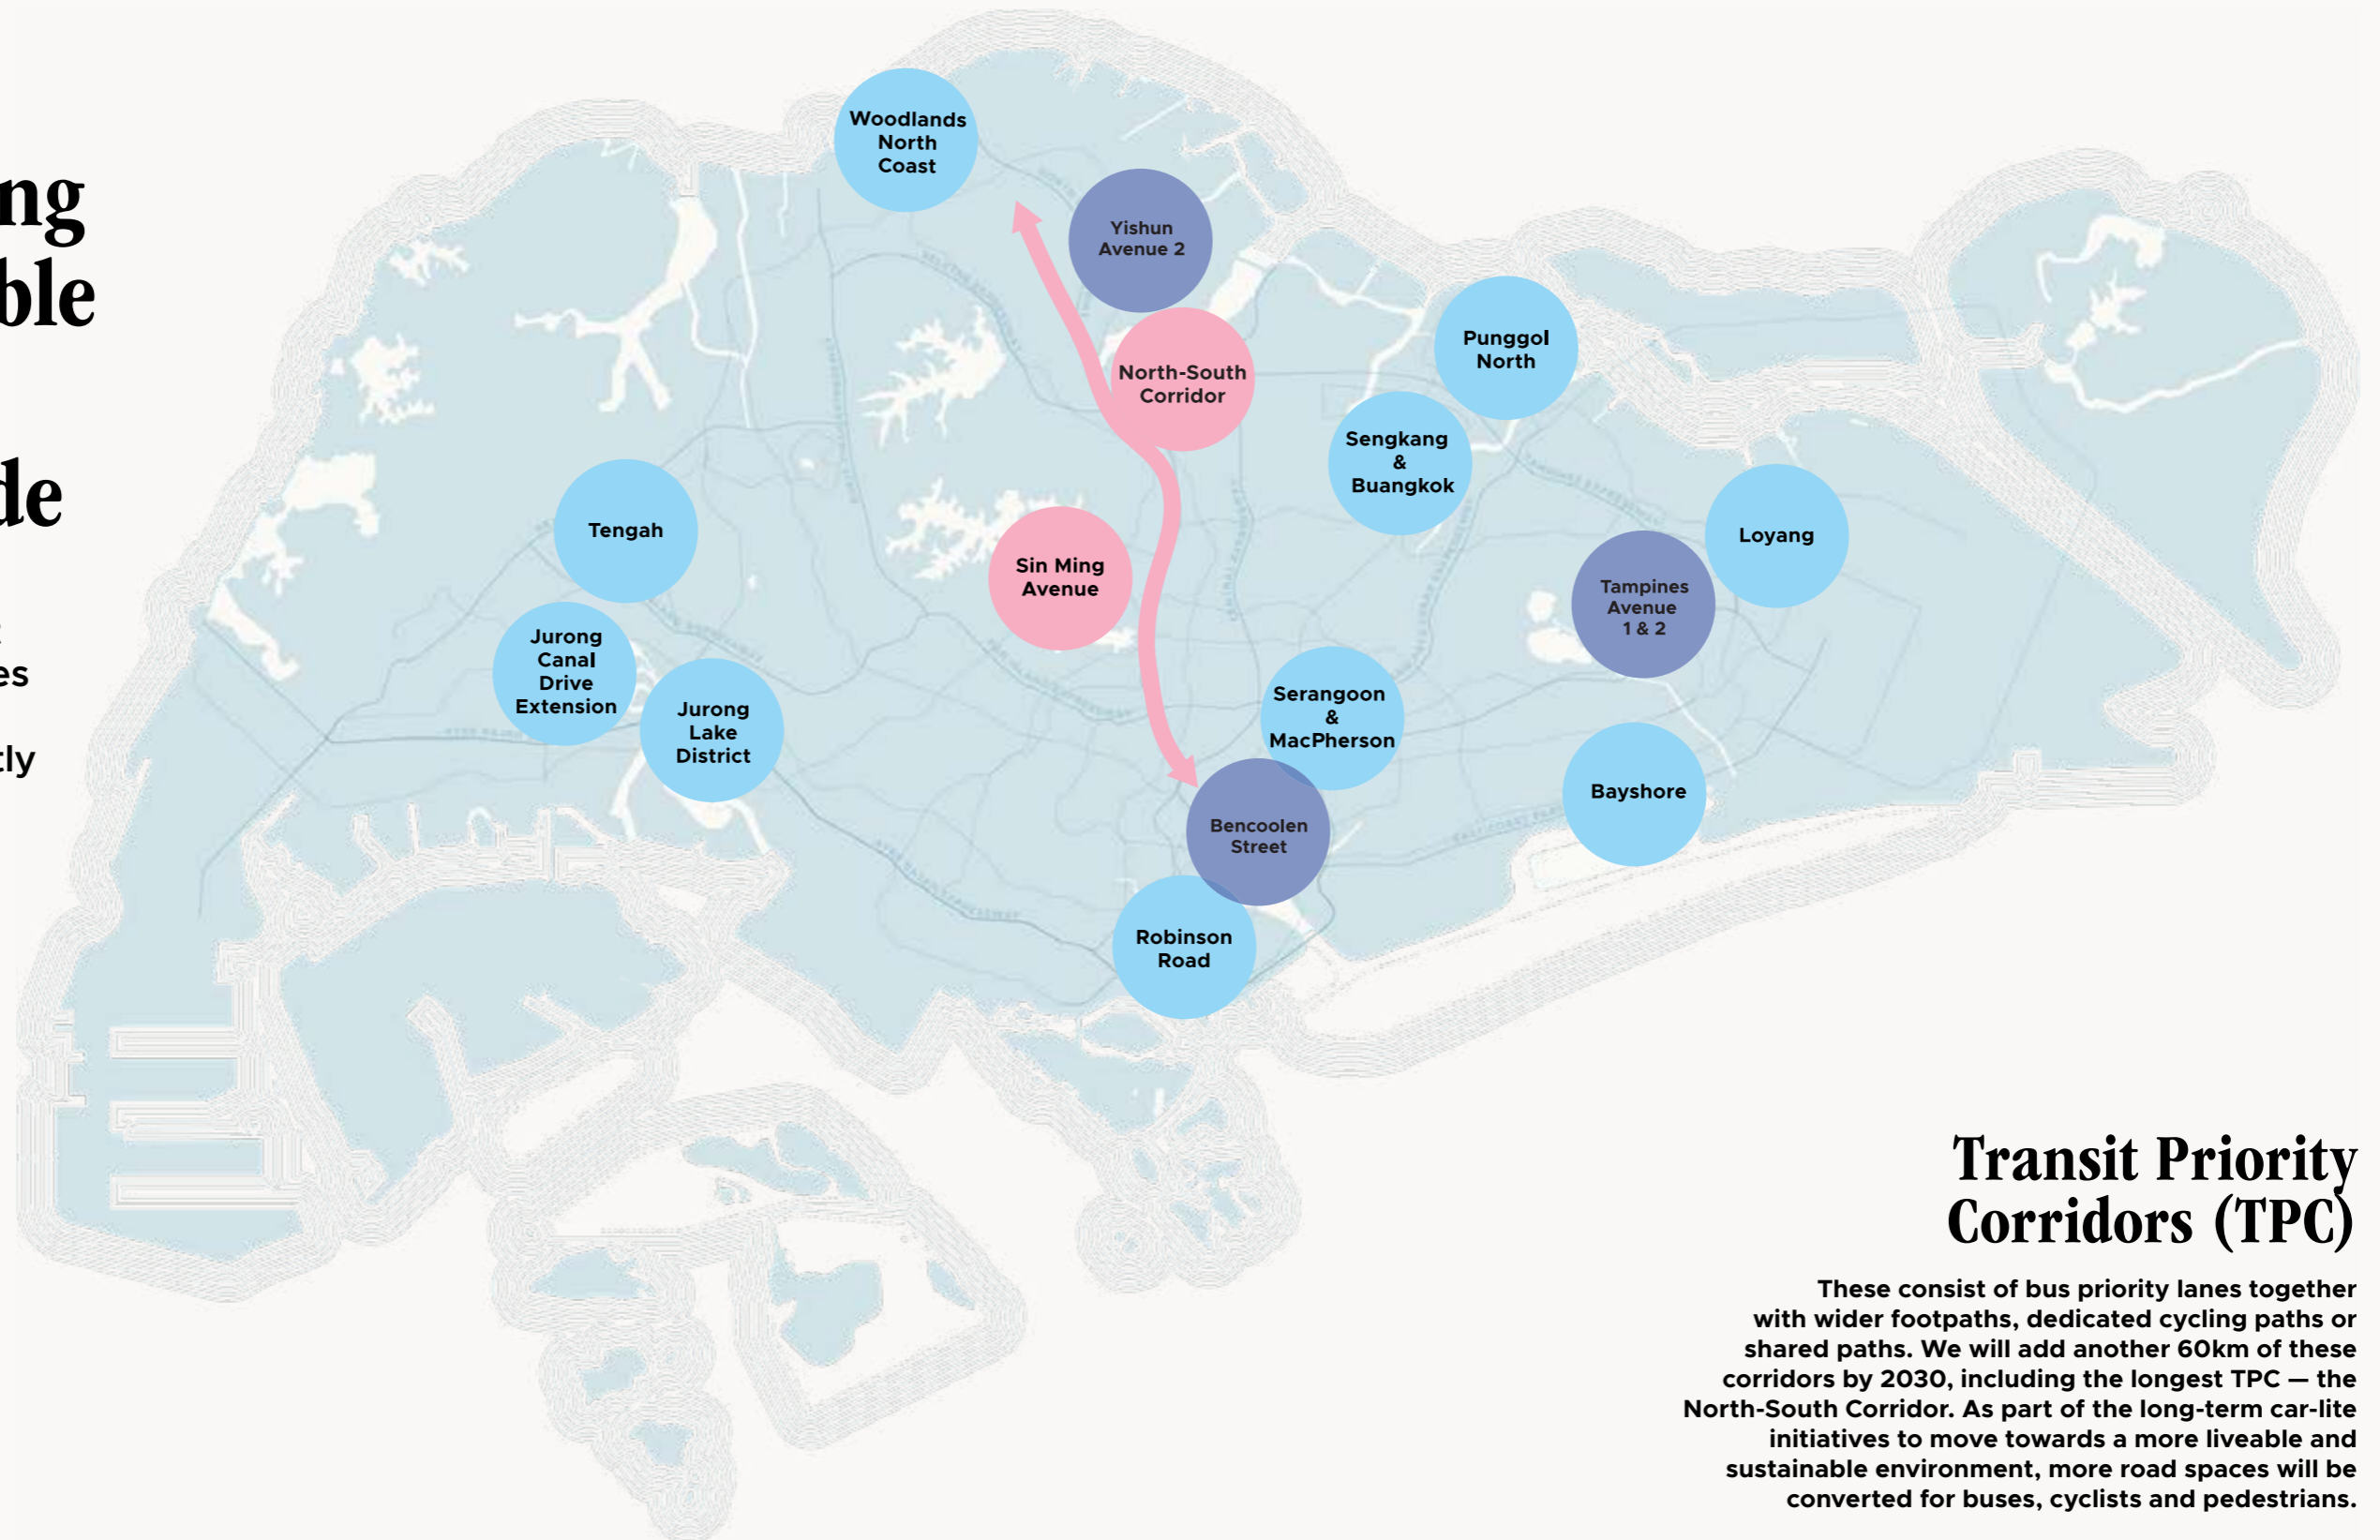 ng
ble
de
es
tly
Woodlands
North
Coast
Yishun
Avenue 2
North-South
Corridor
Punggol
North
Sengkang
&
Buangkok
Tengah
Sin Ming
Avenue
Loyang
Tampines
Avenue
1 & 2
Jurong
Canal
Drive
Extension
Jurong
Lake
District
Serangoon
&
MacPherson
Bayshore
Bencoolen
Street
Robinson
Road
Transit Priority
Corridors (TPC)
These consist of bus priority lanes together
with wider footpaths, dedicated cycling paths or
shared paths. We will add another 60km of these
corridors by 2030, including the longest TPC — the
North-South Corridor. As part of the long-term car-lite
initiatives to move towards a more liveable and
sustainable environment, more road spaces will be
converted for buses, cyclists and pedestrians.